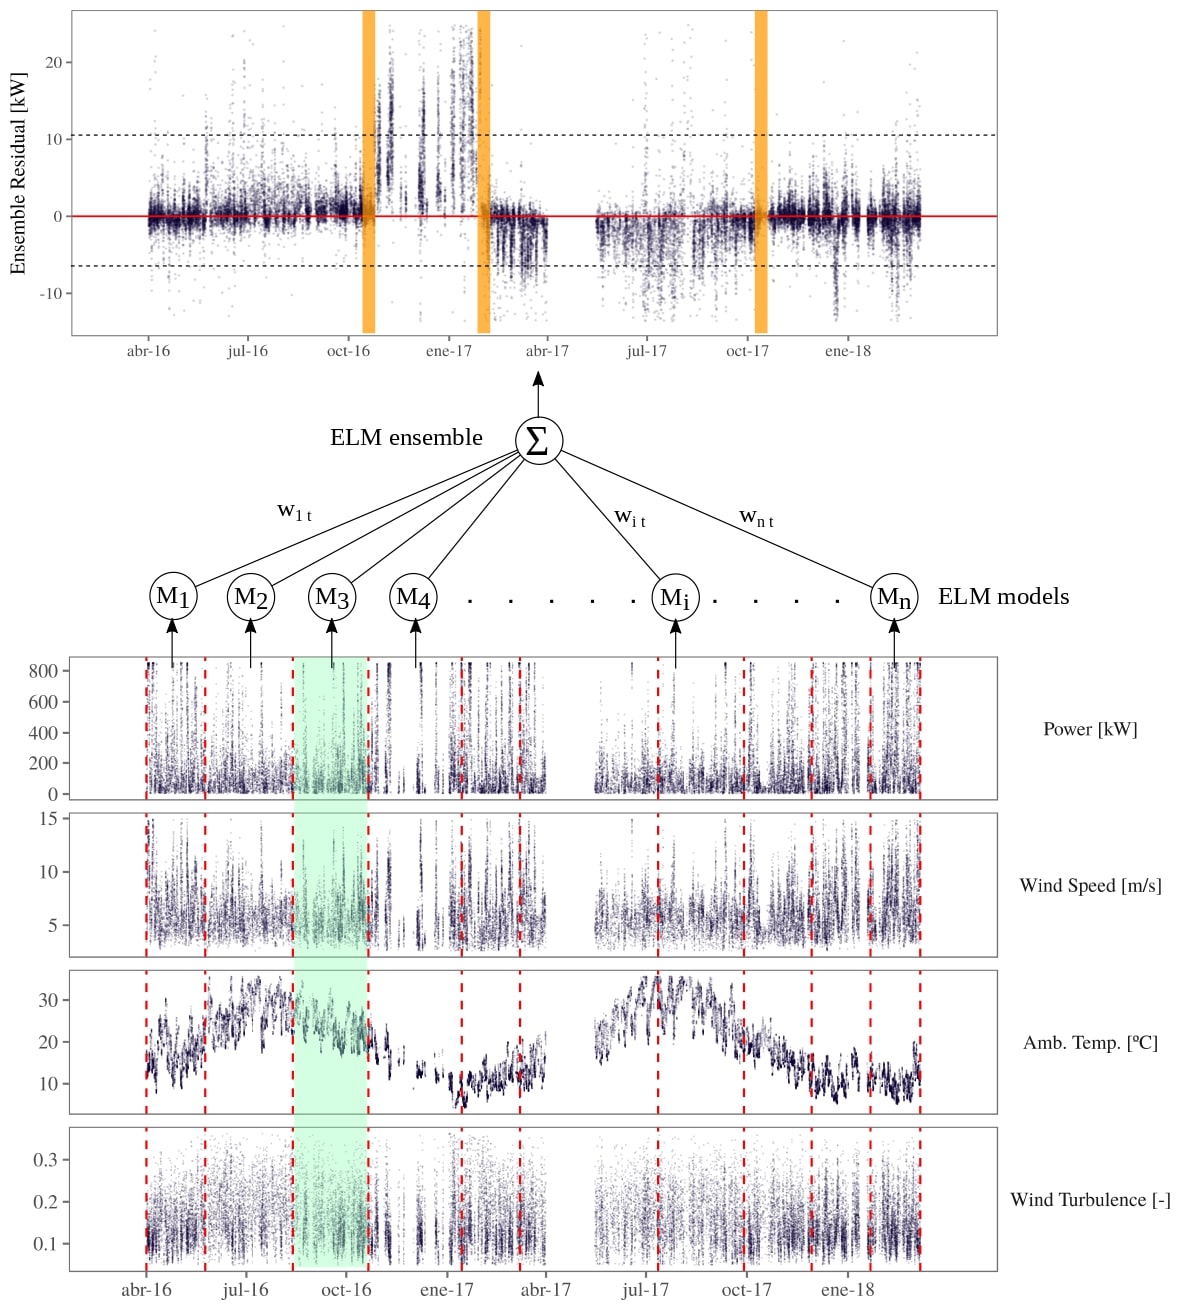 Ensemble Residual [kW]
20
10
0
-10
abr-16 jul-16 oct-16 ene-17 abr-17 jul-17 oct-17 ene-18
ELM ensemble Σ
w1 t wi t wn t
M1 M2 M3 M4 . . . . . Mi . . . . Mn ELM models
800
600
400
200
0
Power [kW]
15
10
5
Wind Speed [m/s]
30
20
10
Amb. Temp. [ºC]
0.3
0.2
0.1
Wind Turbulence [-]
abr-16 jul-16 oct-16 ene-17 abr-17 jul-17 oct-17 ene-18